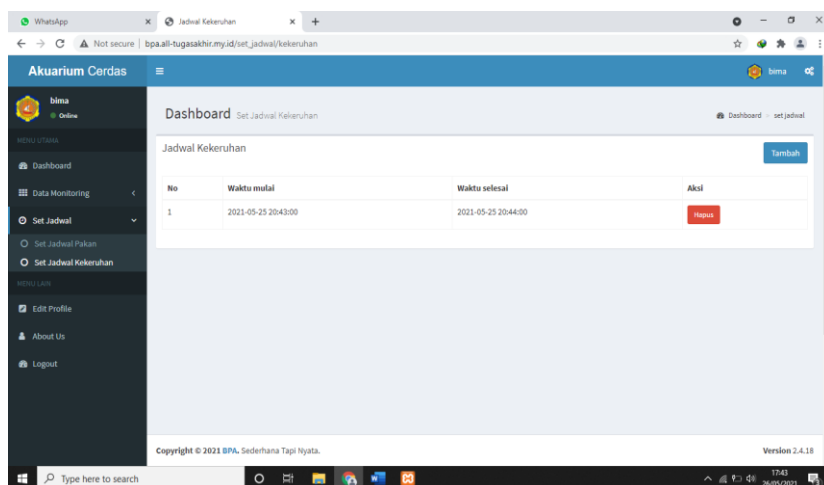 WhatsApp
Jadwal Kekeruhan
Not secure | bpa.all-tugasakhir.my.id/set_jadwal/kekeruhan
Akuarium Cerdas
bima
bima
Online
Dashboard Set Jadwal Kekeruhan
Dashboard > set jadwal
MENU UTAMA
Dashboard
Data Monitoring
Set Jadwal
Set Jadwal Pakan
Set Jadwal Kekeruhan
MENU LAIN
Edit Profile
About Us
Logout
Jadwal Kekeruhan
Tambah
No Waktu mulai Waktu selesai Aksi
1 2021-05-25 20:43:00 2021-05-25 20:44:00 Hapus
Copyright © 2021 BPA. Sederhana Tapi Nyata.
Version 2.4.18
Type here to search
17:43
26/05/2021